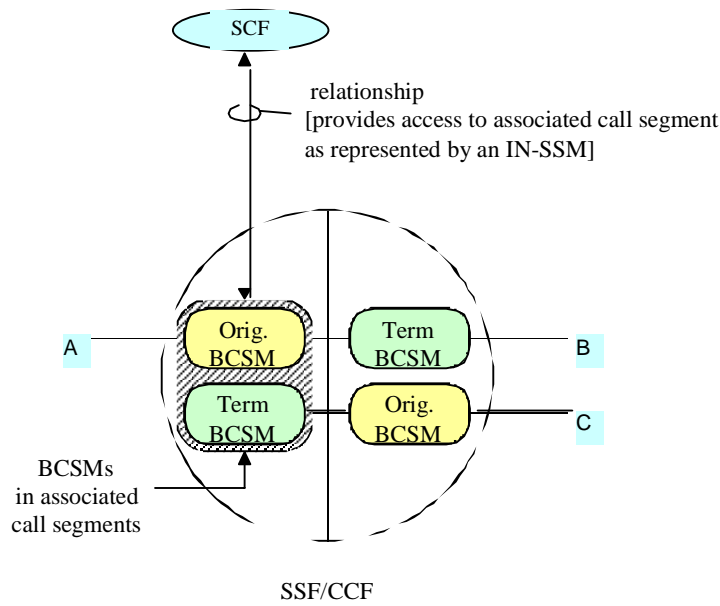 SCF
relationship
[provides access to associated call segment
as represented by an IN-SSM]
A
Orig.
BCSM
Term
BCSM
B
Term
BCSM
Orig.
BCSM
C
BCSMs
in associated
call segments
SSF/CCF